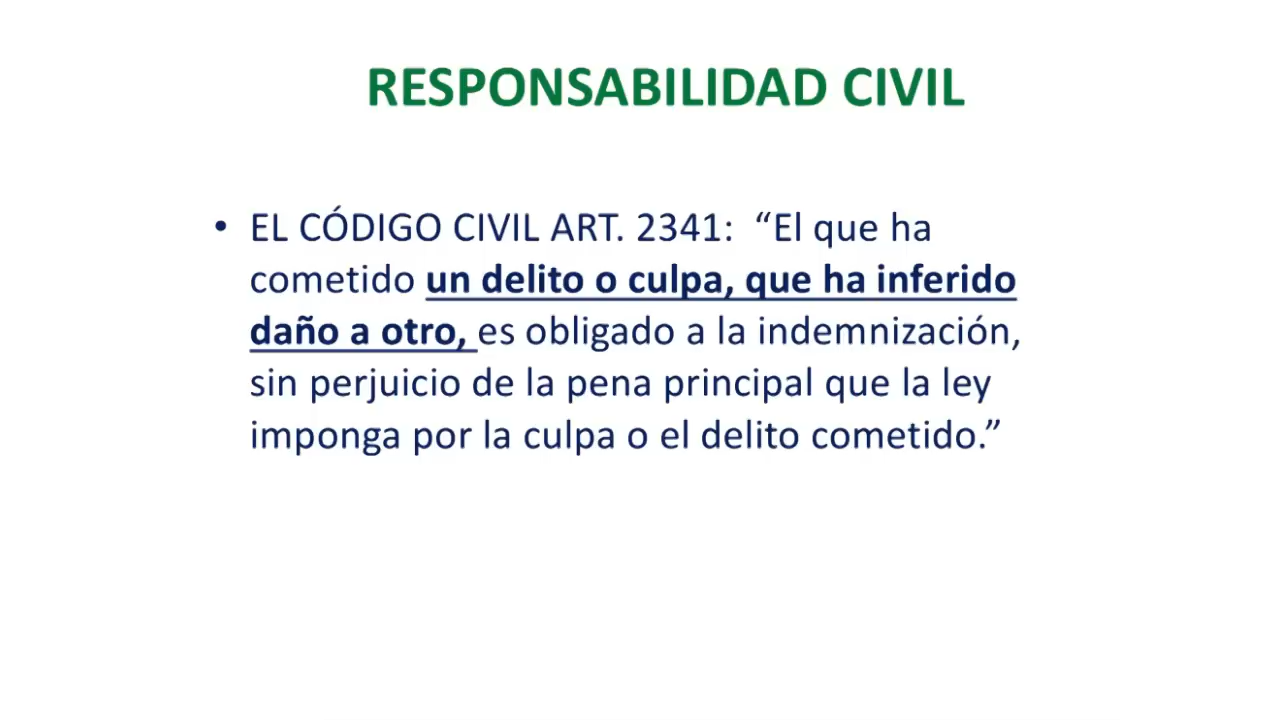 RESPONSABILIDAD CIVIL
• EL CÓDIGO CIVIL ART. 2341: “El que ha
cometido un delito o culpa, que ha inferido
daño a otro, es obligado a la indemnización,
sin perjuicio de la pena principal que la ley
imponga por la culpa o el delito cometido.”